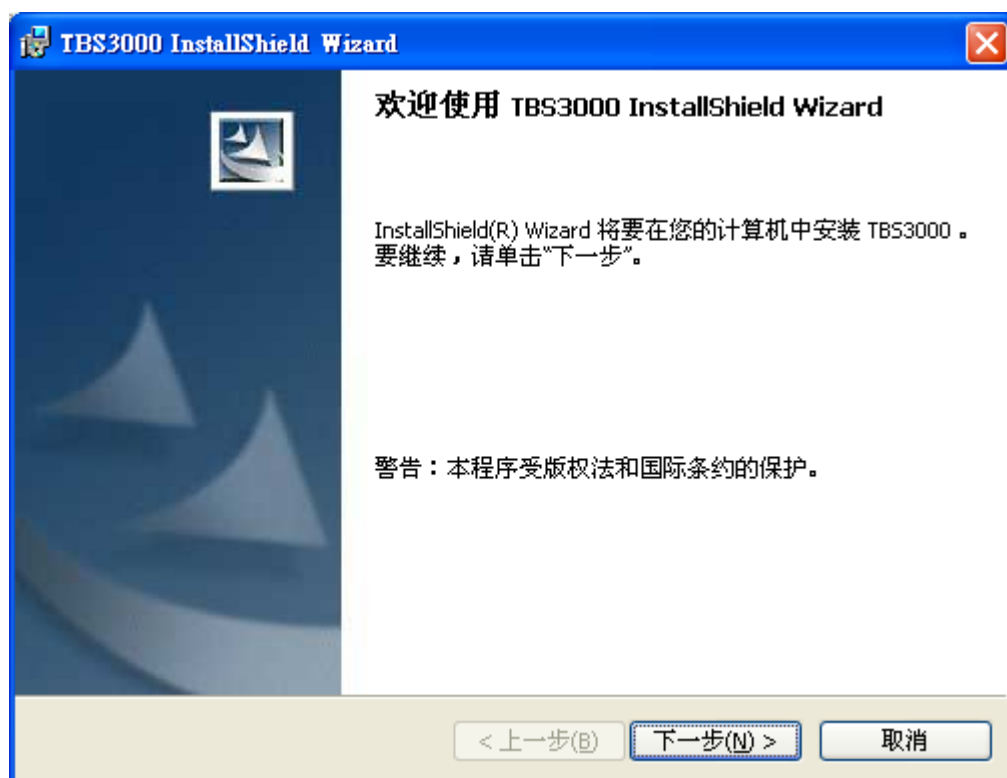 TBS3000 InstallShield Wizard
欢迎使用 TBS3000 InstallShield Wizard
InstallShield(R) Wizard 将要在您的计算机中安装 TBS3000 。
要继续，请单击“下一步”。
警告：本程序受版权法和国际条约的保护。
< 上一步(B) 下一步(N) > 取消